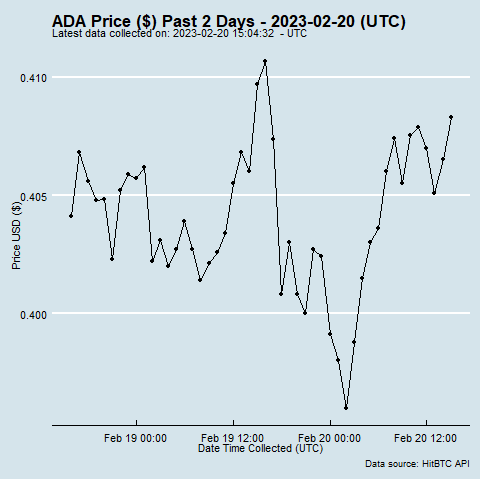 ADA Price ($) Past 2 Days - 2023-02-20 (UTC)
Latest data collected on: 2023-02-20 15:04:32 - UTC
0.410
0.405
0.400
Price USD ($)
Feb 19 00:00 Feb 19 12:00 Feb 20 00:00 Feb 20 12:00
Date Time Collected (UTC)
Data source: HitBTC API